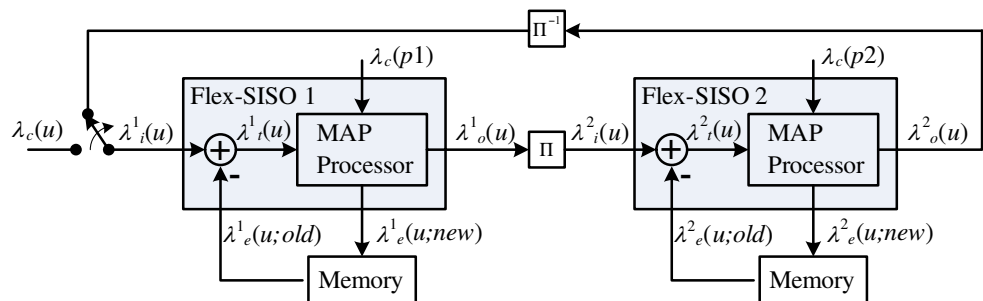 Π⁻¹
λc(p1)
λc(p2)
Flex-SISO 1
Flex-SISO 2
λc(u)
λ¹i(u)
λ¹t(u)
MAP
Processor
λ¹o(u)
Π
λ²i(u)
λ²t(u)
MAP
Processor
λ²o(u)
+
-
+
-
λ¹e(u;old)
λ¹e(u;new)
λ²e(u;old)
λ²e(u;new)
Memory
Memory